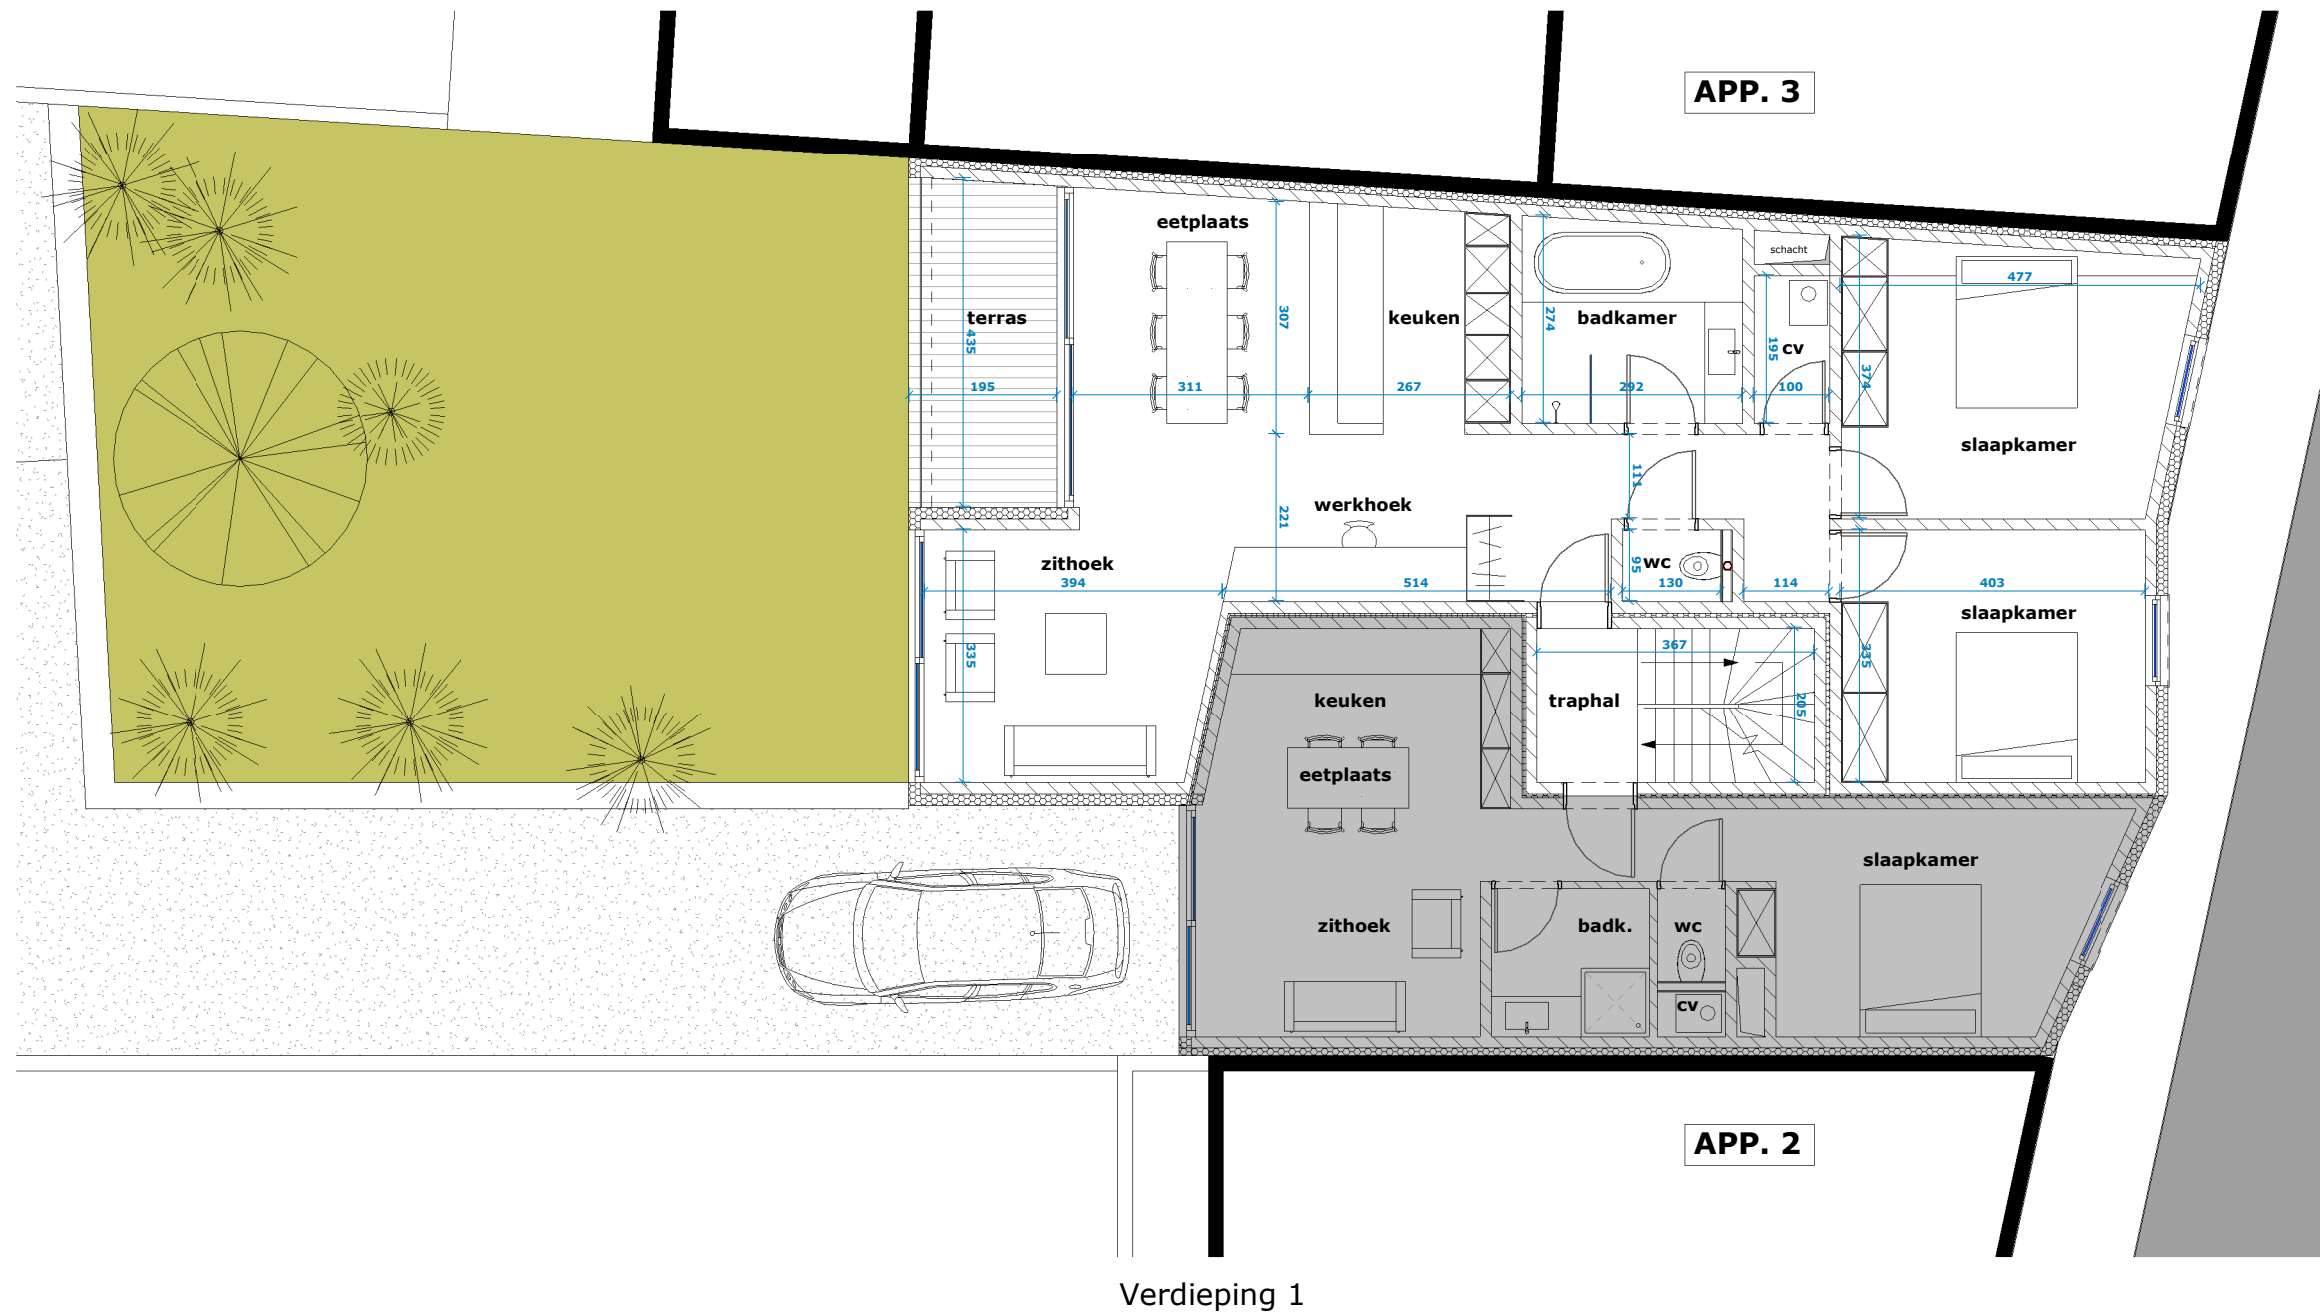 APP. 3
eetplaats
schacht
477
terras
435
307
keuken
274
badkamer
195
cv
374
195
311
267
292
100
slaapkamer
111
werkhoek
221
zithoek
wc
95
394
514
130
114
403
slaapkamer
335
367
335
keuken
traphal
205
eetplaats
slaapkamer
zithoek
badk.
wc
cv
APP. 2
Verdieping 1